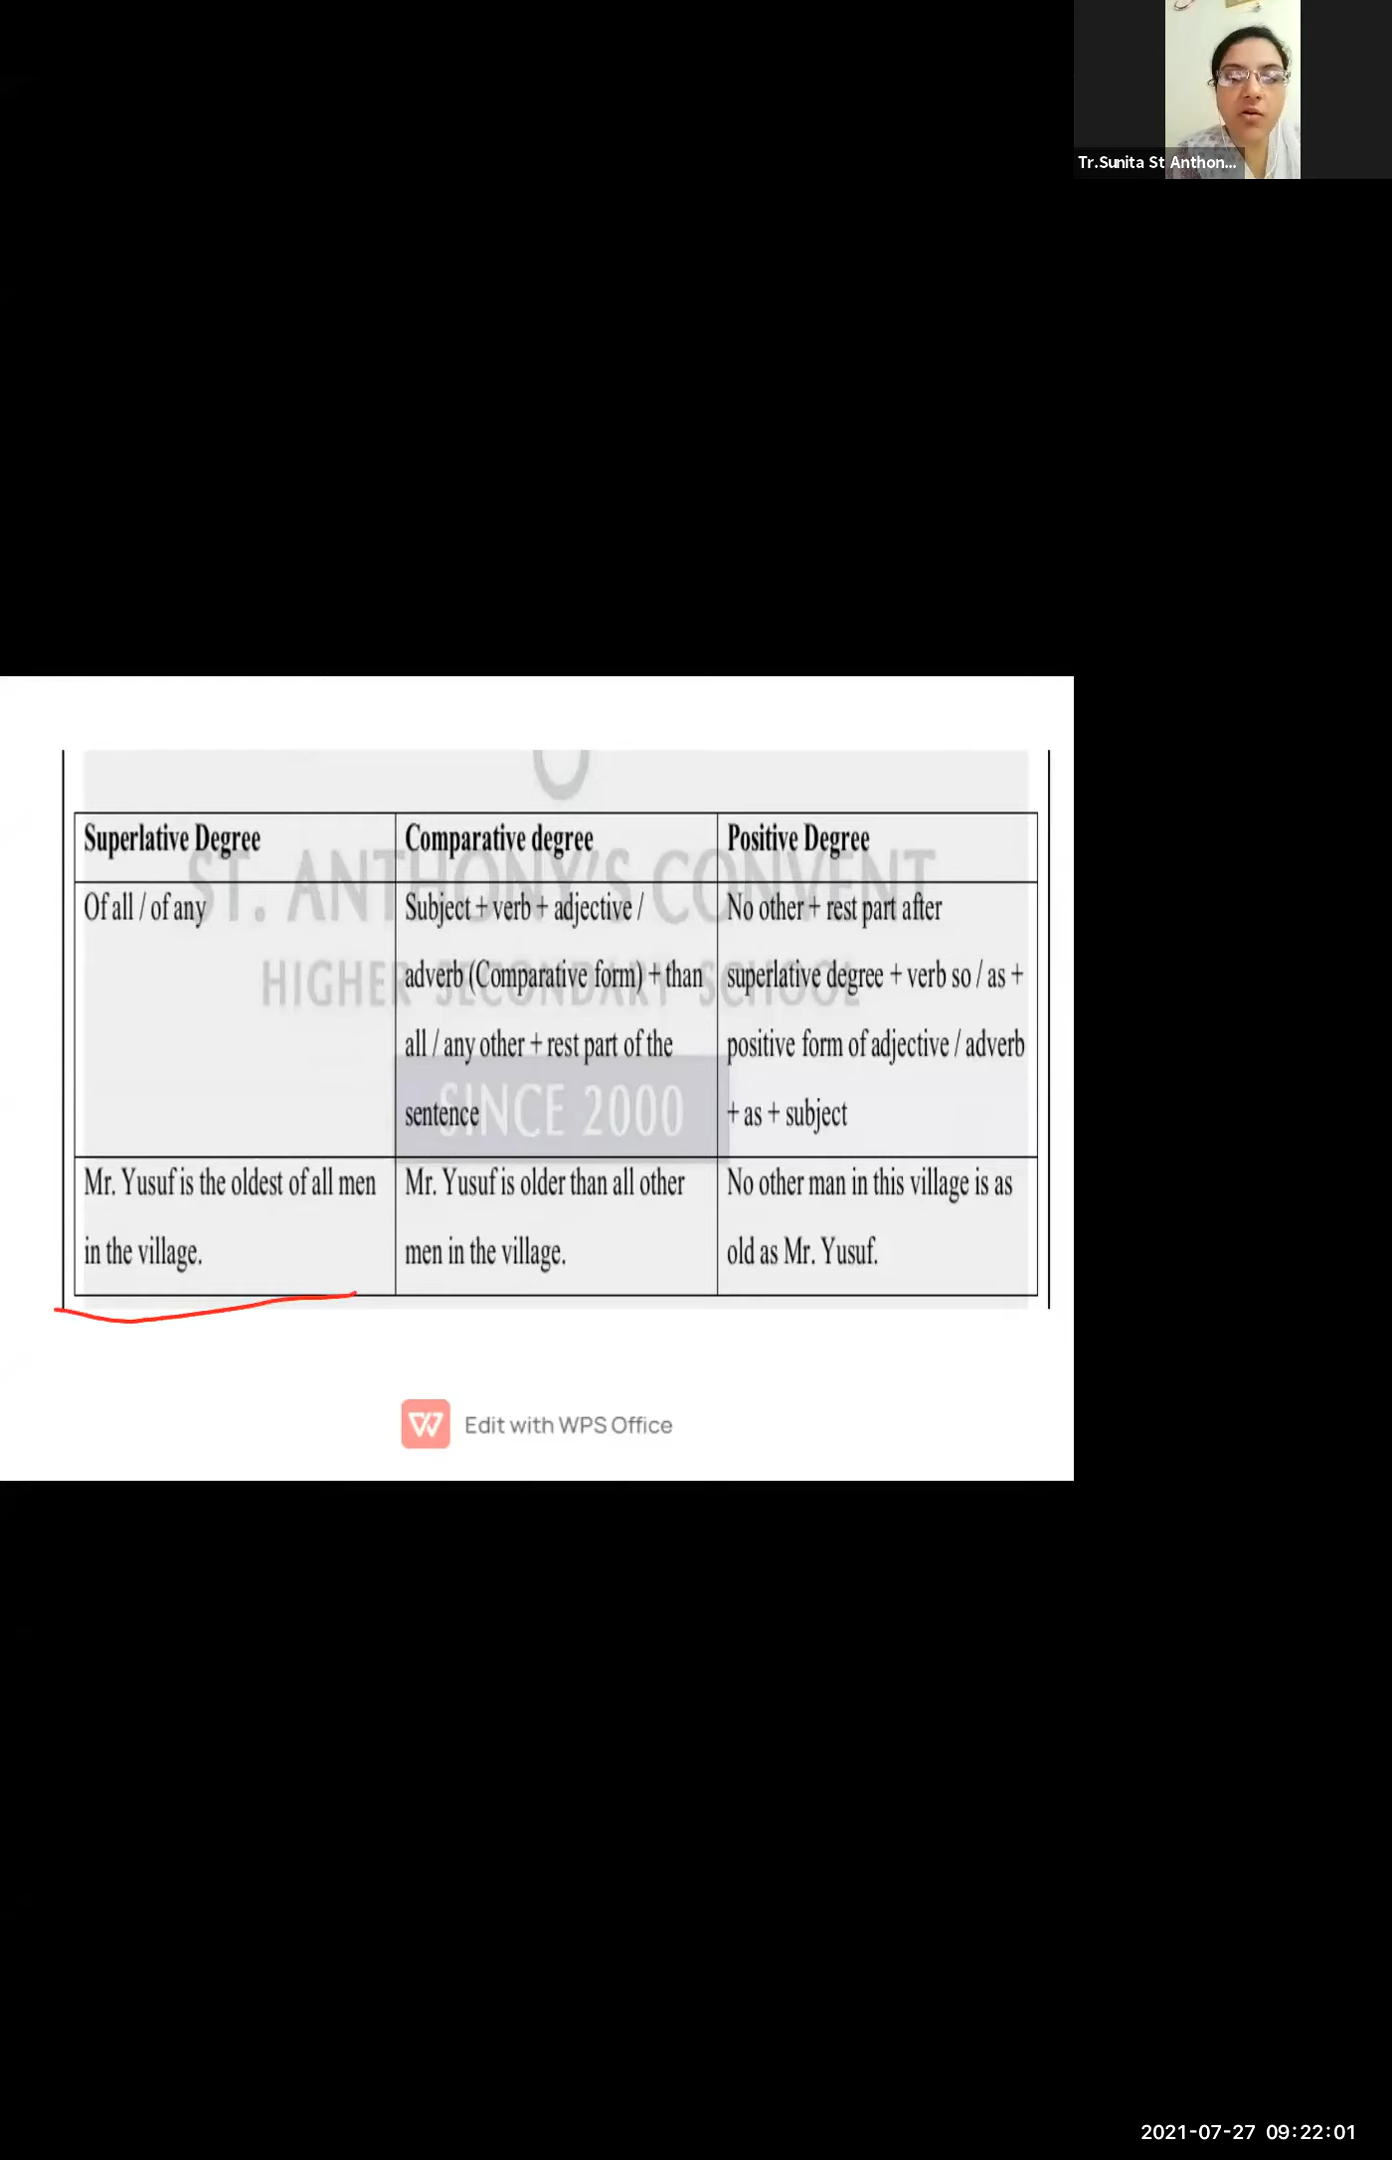 Tr.Sunita St Anthon...
Superlative Degree
Comparative degree
Positive Degree
Of all / of any
Subject + verb + adjective /
adverb (Comparative form) + than
all / any other + rest part of the
sentence
No other + rest part after
superlative degree + verb so / as +
positive form of adjective / adverb
+ as + subject
Mr. Yusuf is the oldest of all men
in the village.
Mr. Yusuf is older than all other
men in the village.
No other man in this village is as
old as Mr. Yusuf.
ST. ANTHONY'S CONVENT
HIGHER SECONDARY SCHOOL
SINCE 2000
Edit with WPS Office
2021-07-27 09:22:01